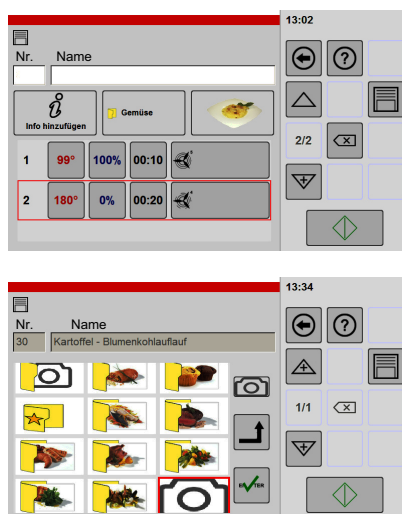 13:02
Nr. Name
Info hinzufügen
Gemüse
2/2
1 99° 100% 00:10
2 180° 0% 00:20
13:34
Nr. Name
30 Kartoffel - Blumenkohlauflauf
1/1
ENTER